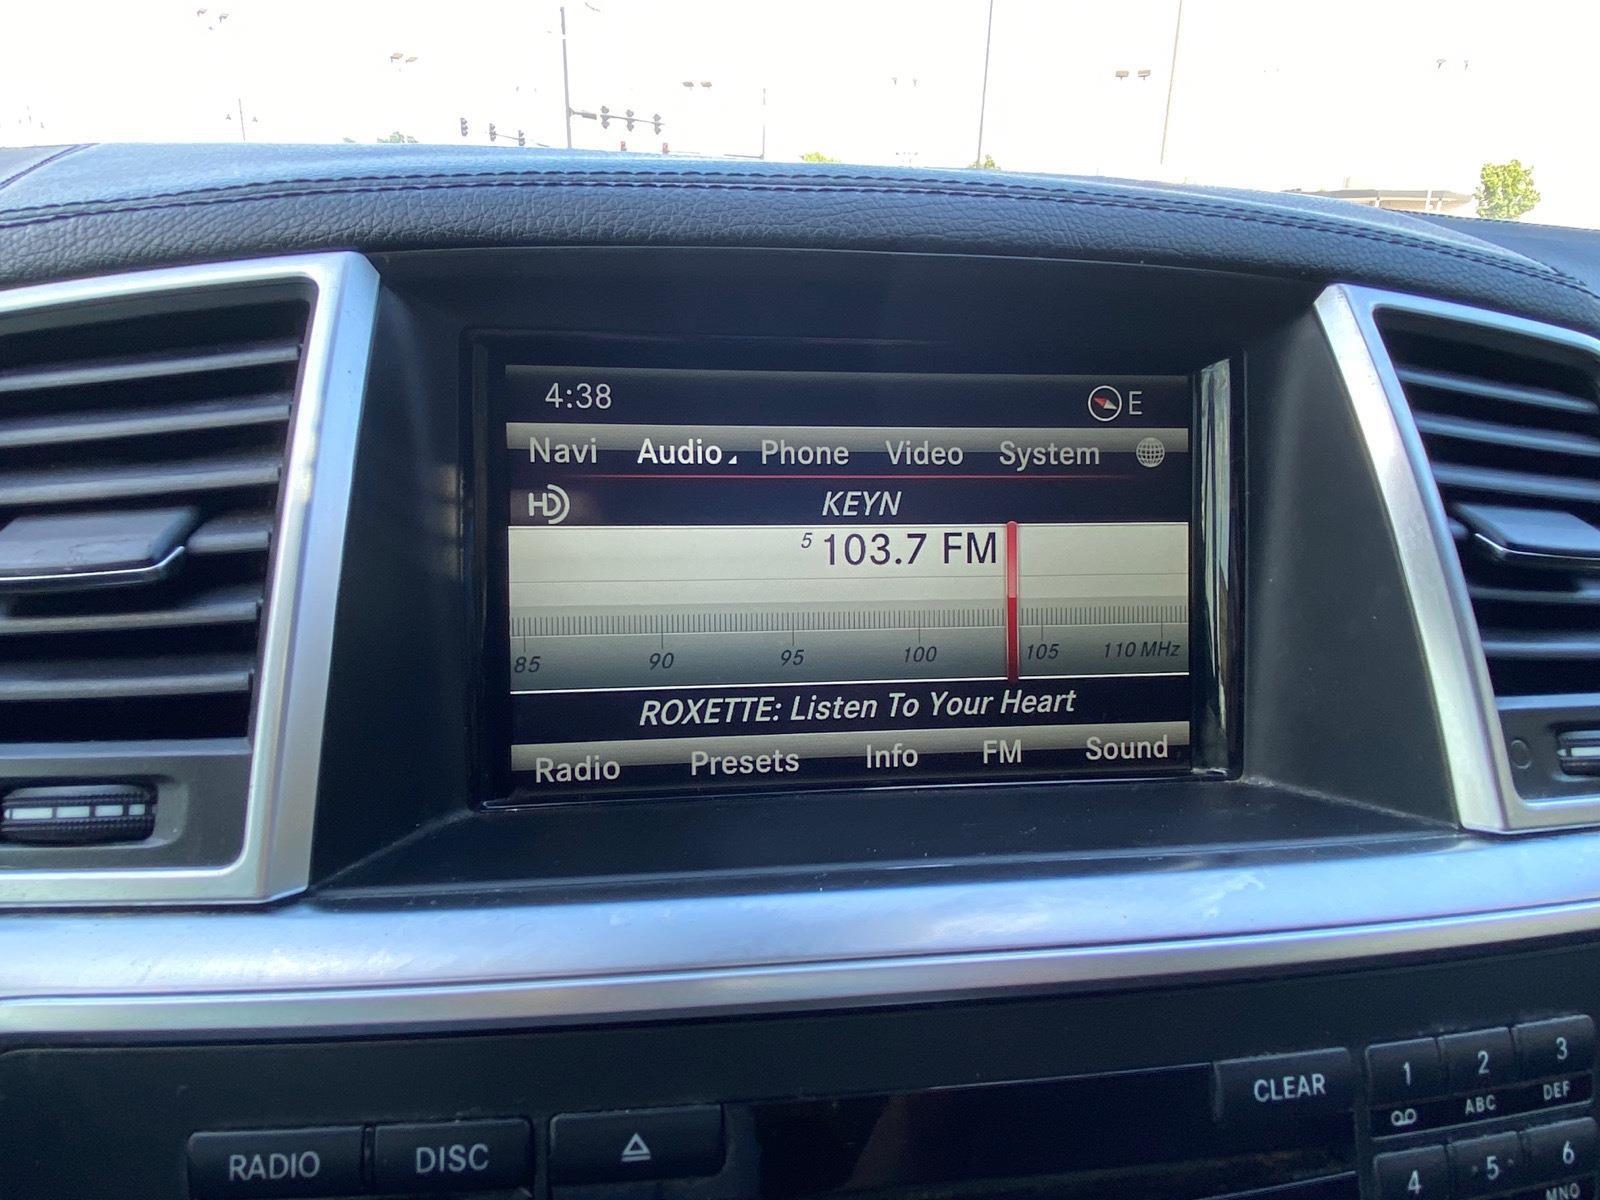 4:38 E
Navi Audio Phone Video System
HD KEYN
5 103.7 FM
85 90 95 100 105 110 MHz
ROXETTE: Listen To Your Heart
Radio Presets Info FM Sound
CLEAR 1 2 3
ABC DEF
RADIO DISC 4 5 6
MNO